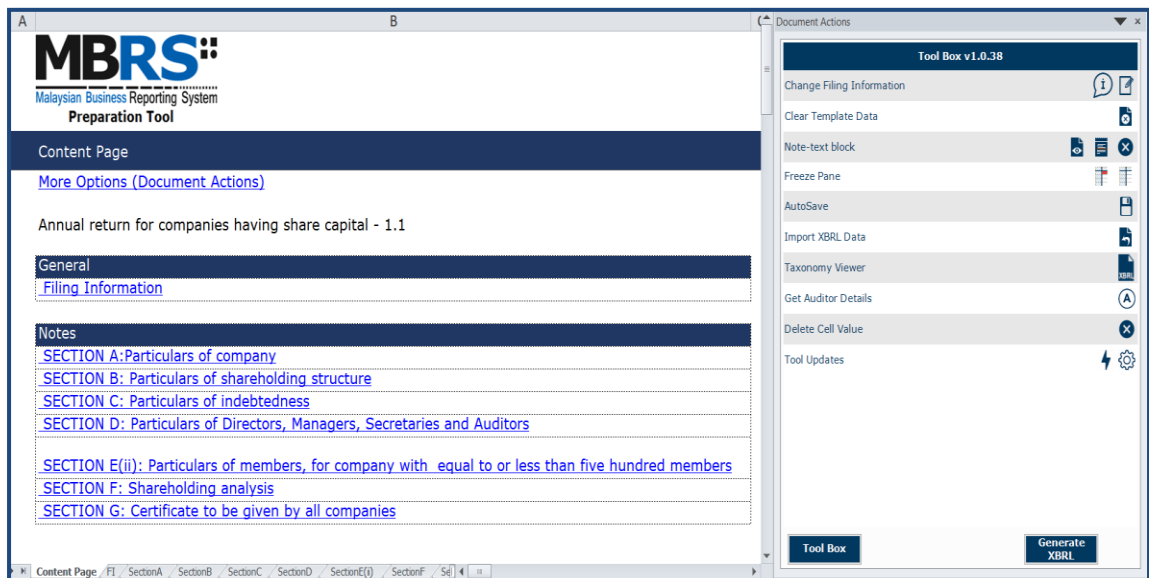 A B
MBRS
Malaysian Business Reporting System
Preparation Tool
Content Page
More Options (Document Actions)
Annual return for companies having share capital - 1.1
General
Filing Information
Notes
SECTION A:Particulars of company
SECTION B: Particulars of shareholding structure
SECTION C: Particulars of indebtedness
SECTION D: Particulars of Directors, Managers, Secretaries and Auditors
SECTION E(ii): Particulars of members, for company with equal to or less than five hundred members
SECTION F: Shareholding analysis
SECTION G: Certificate to be given by all companies
Content Page FI SectionA SectionB SectionC SectionD SectionE(i) SectionF Se
Document Actions
Tool Box v1.0.38
Change Filing Information
Clear Template Data
Note-text block
Freeze Pane
AutoSave
Import XBRL Data
Taxonomy Viewer
XBRL
Get Auditor Details
A
Delete Cell Value
Tool Updates
Tool Box
Generate
XBRL